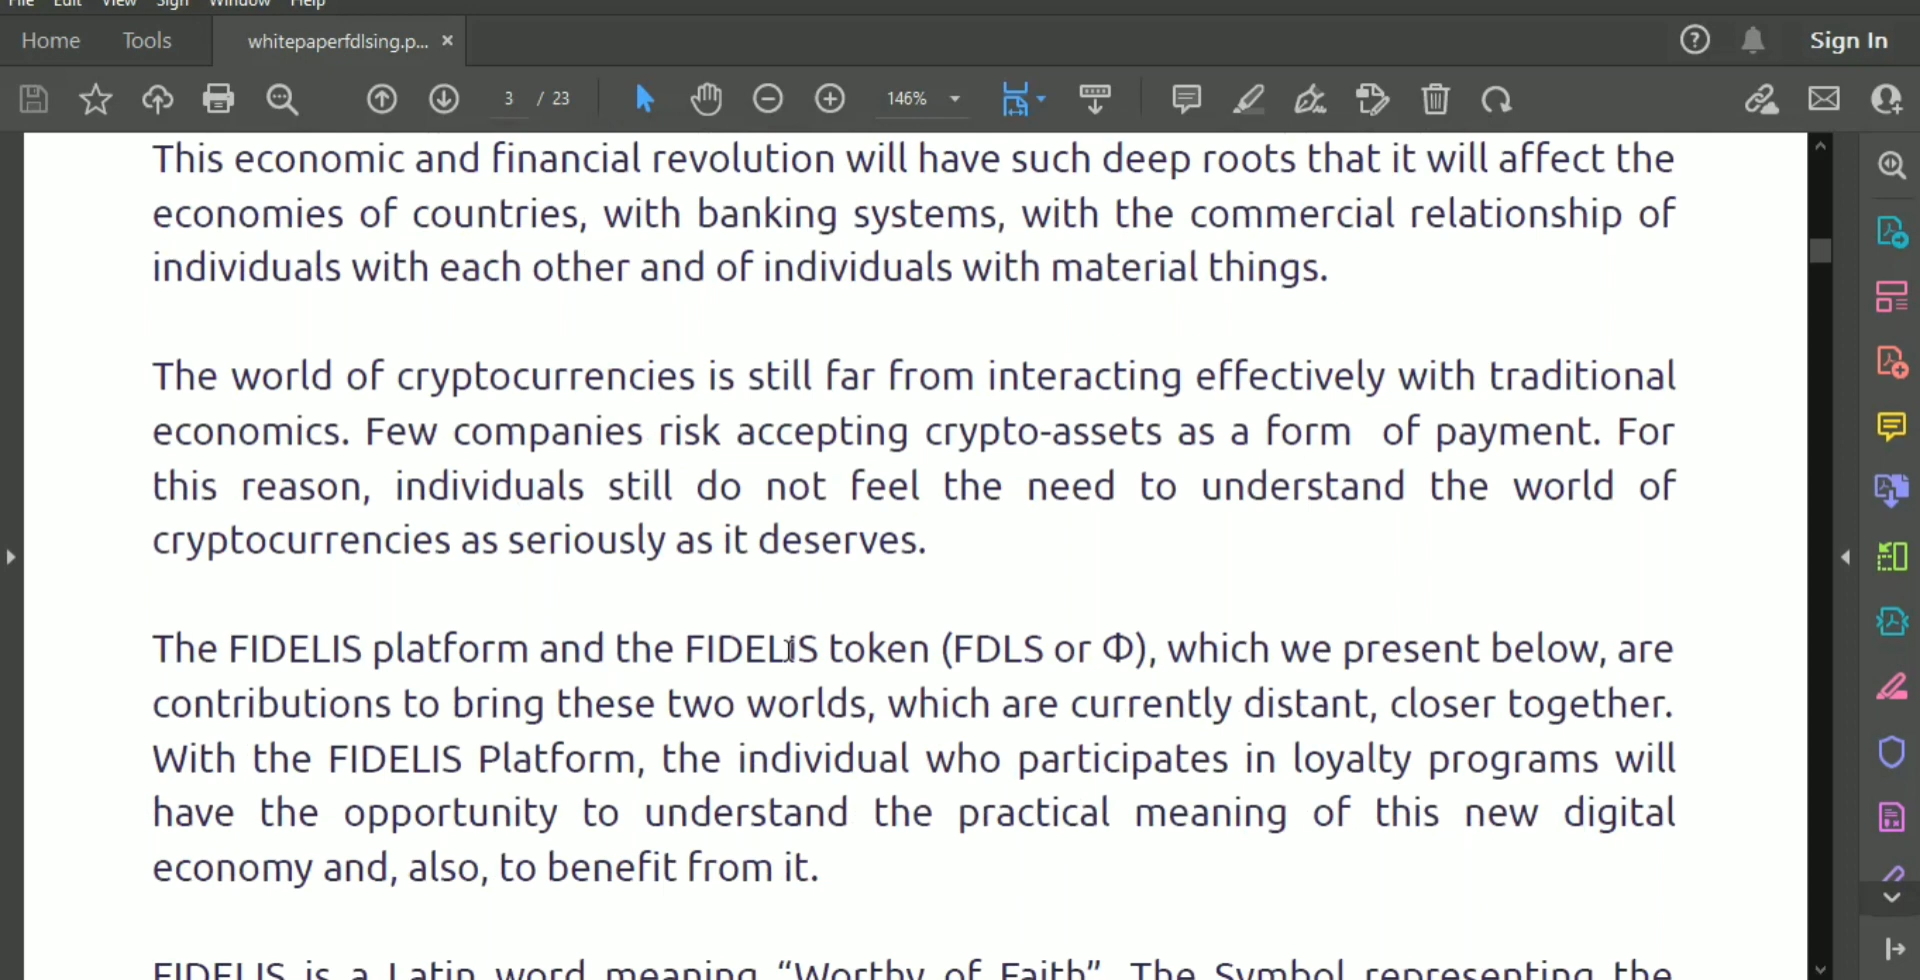 File Edit View Sign Window Help
Home Tools whitepaperfdlsing.p... × Sign In
3 / 23 146%
This economic and financial revolution will have such deep roots that it will affect the
economies of countries, with banking systems, with the commercial relationship of
individuals with each other and of individuals with material things.
The world of cryptocurrencies is still far from interacting effectively with traditional
economics. Few companies risk accepting crypto-assets as a form of payment. For
this reason, individuals still do not feel the need to understand the world of
cryptocurrencies as seriously as it deserves.
The FIDELIS platform and the FIDELIS token (FDLS or Φ), which we present below, are
contributions to bring these two worlds, which are currently distant, closer together.
With the FIDELIS Platform, the individual who participates in loyalty programs will
have the opportunity to understand the practical meaning of this new digital
economy and, also, to benefit from it.
FIDELIS is a Latin word meaning “Worthy of Faith”. The Symbol representing the